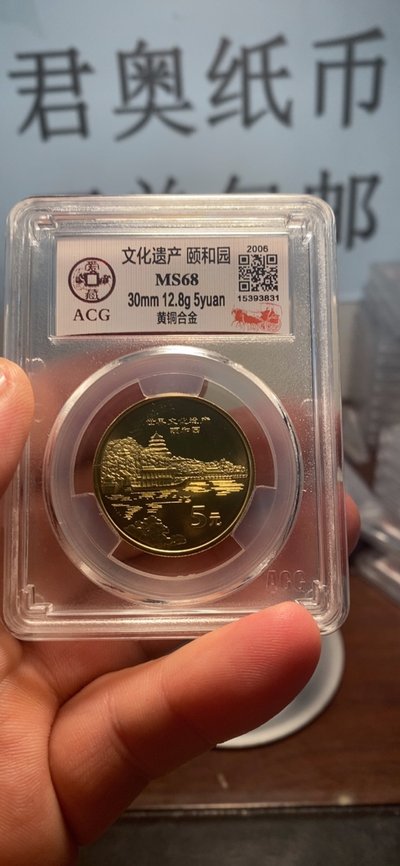 君奥纸币
文化遗产 颐和园
2006
MS68
30mm 12.8g 5yuan
15393831
黄铜合金
ACG
世界文化遗产
颐和园
5元
ACG